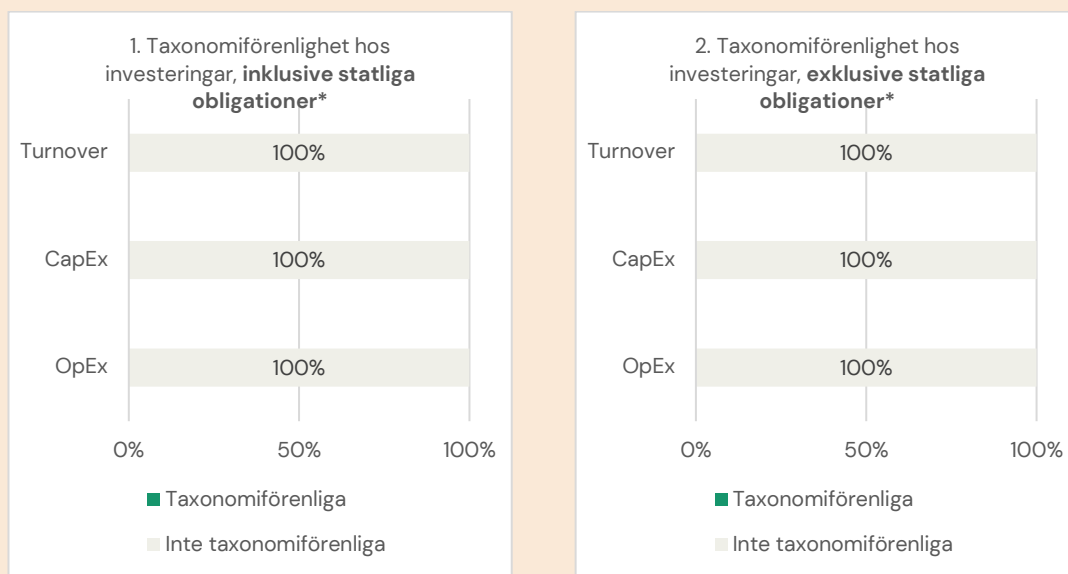 1. Taxonomiförenlighet hos
investeringar, inklusive statliga
obligationer*
Turnover
100%
CapEx
100%
OpEx
100%
0%
50%
100%
Taxonomiförenliga
Inte taxonomiförenliga
2. Taxonomiförenlighet hos
investeringar, exklusive statliga
obligationer*
Turnover
100%
CapEx
100%
OpEx
100%
0%
50%
100%
Taxonomiförenliga
Inte taxonomiförenliga